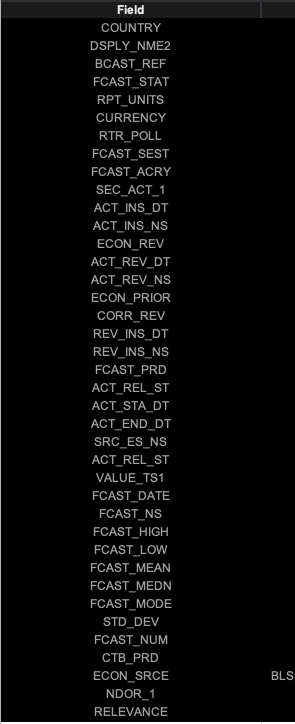 Field
COUNTRY
DSPLY_NME2
BCAST_REF
FCAST_STAT
RPT_UNITS
CURRENCY
RTR_POLL
FCAST_SEST
FCAST_ACRY
SEC_ACT_1
ACT_INS_DT
ACT_INS_NS
ECON_REV
ACT_REV_DT
ACT_REV_NS
ECON_PRIOR
CORR_REV
REV_INS_DT
REV_INS_NS
FCAST_PRD
ACT_REL_ST
ACT_STA_DT
ACT_END_DT
SRC_ES_NS
ACT_REL_ST
VALUE_TS1
FCAST_DATE
FCAST_NS
FCAST_HIGH
FCAST_LOW
FCAST_MEAN
FCAST_MEDN
FCAST_MODE
STD_DEV
FCAST_NUM
CTB_PRD
ECON_SRCE BLS
NDOR_1
RELEVANCE